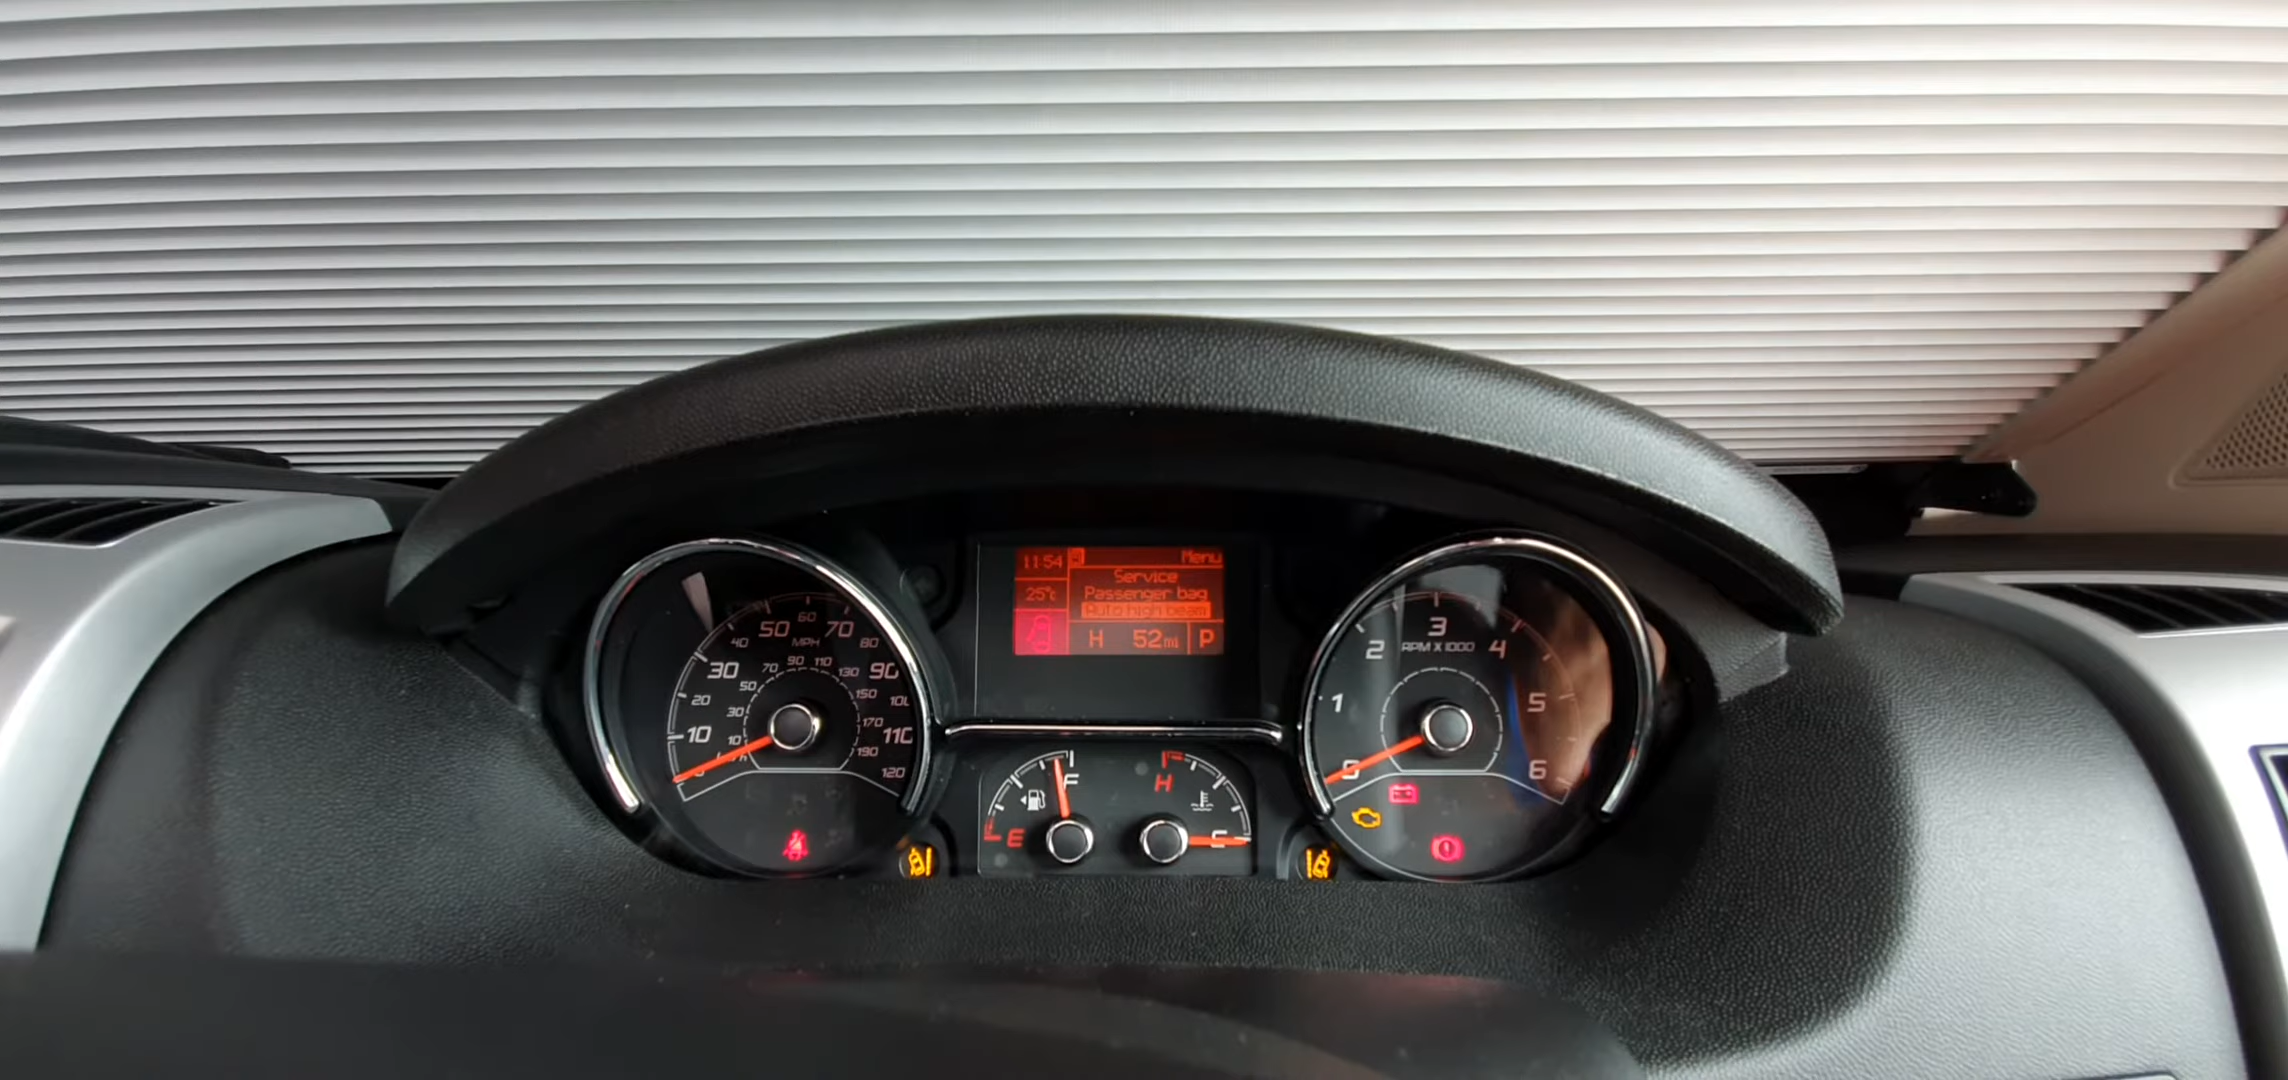 11:54
Menu
Service
Passenger bag
Auto high beam
25°c
H 52mi P
10 20 30 40 50 60 70 80 90 110 120
MPH
10 30 50 70 90 110 130 150 170 190
0 1 2 3 4 5 6
RPM X 1000
E F
H C